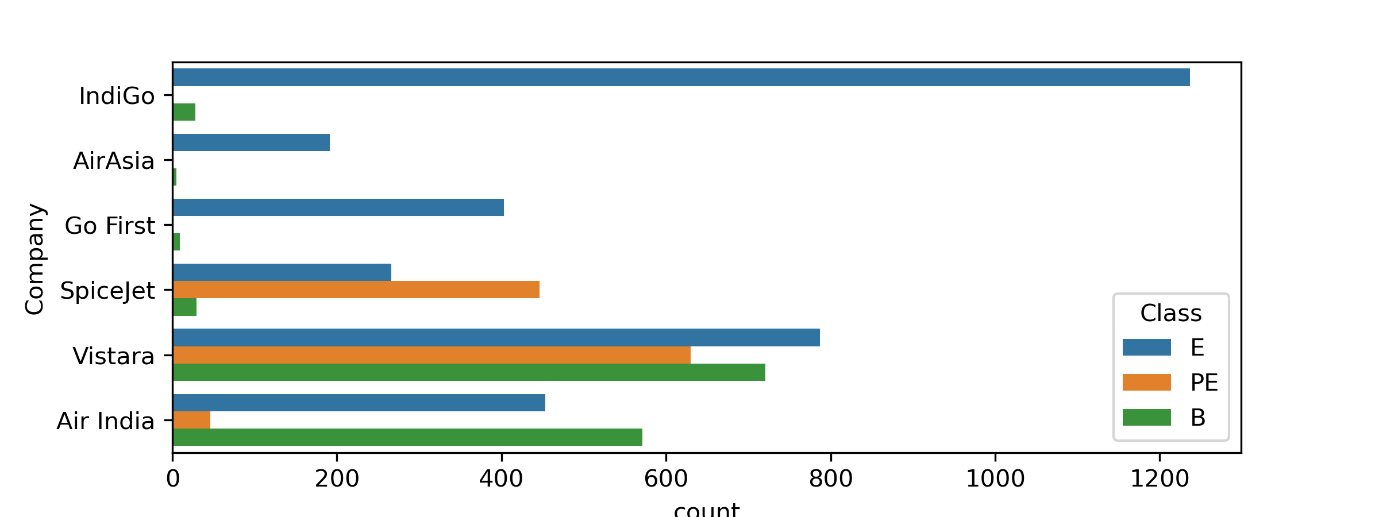 IndiGo
AirAsia
Go First
SpiceJet
Vistara
Air India
Company
0 200 400 600 800 1000 1200
count
Class
E
PE
B